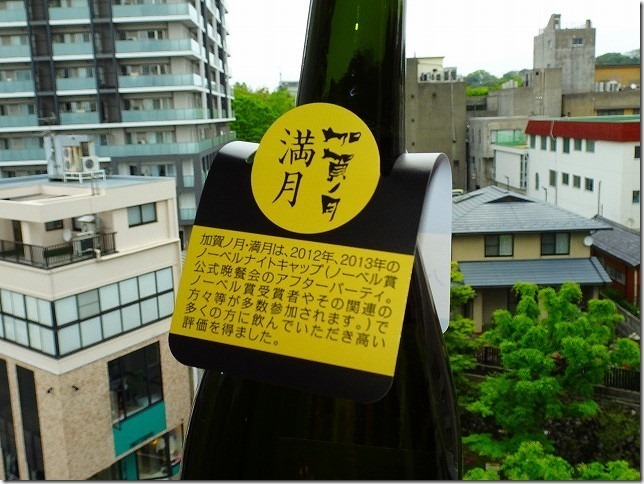 加賀ノ月
満月
加賀ノ月・満月は、2012年、2013年の
ノーベルナイトキャップ(ノーベル賞
公式晩餐会のアフターパーティ。
ノーベル賞受賞者やその関連の
方々等が多数参加されます。)で
多くの方に飲んでいただき高い
評価を得ました。